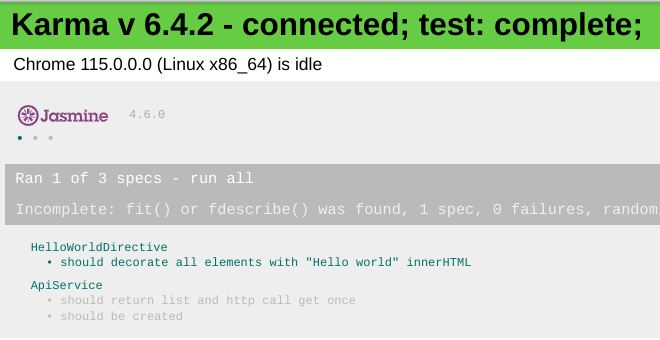 Karma v 6.4.2 - connected; test: complete;
Chrome 115.0.0.0 (Linux x86_64) is idle
Jasmine 4.6.0
• • •
Ran 1 of 3 specs - run all
Incomplete: fit() or fdescribe() was found, 1 spec, 0 failures, random
HelloWorldDirective
• should decorate all elements with "Hello world" innerHTML
ApiService
• should return list and http call get once
• should be created